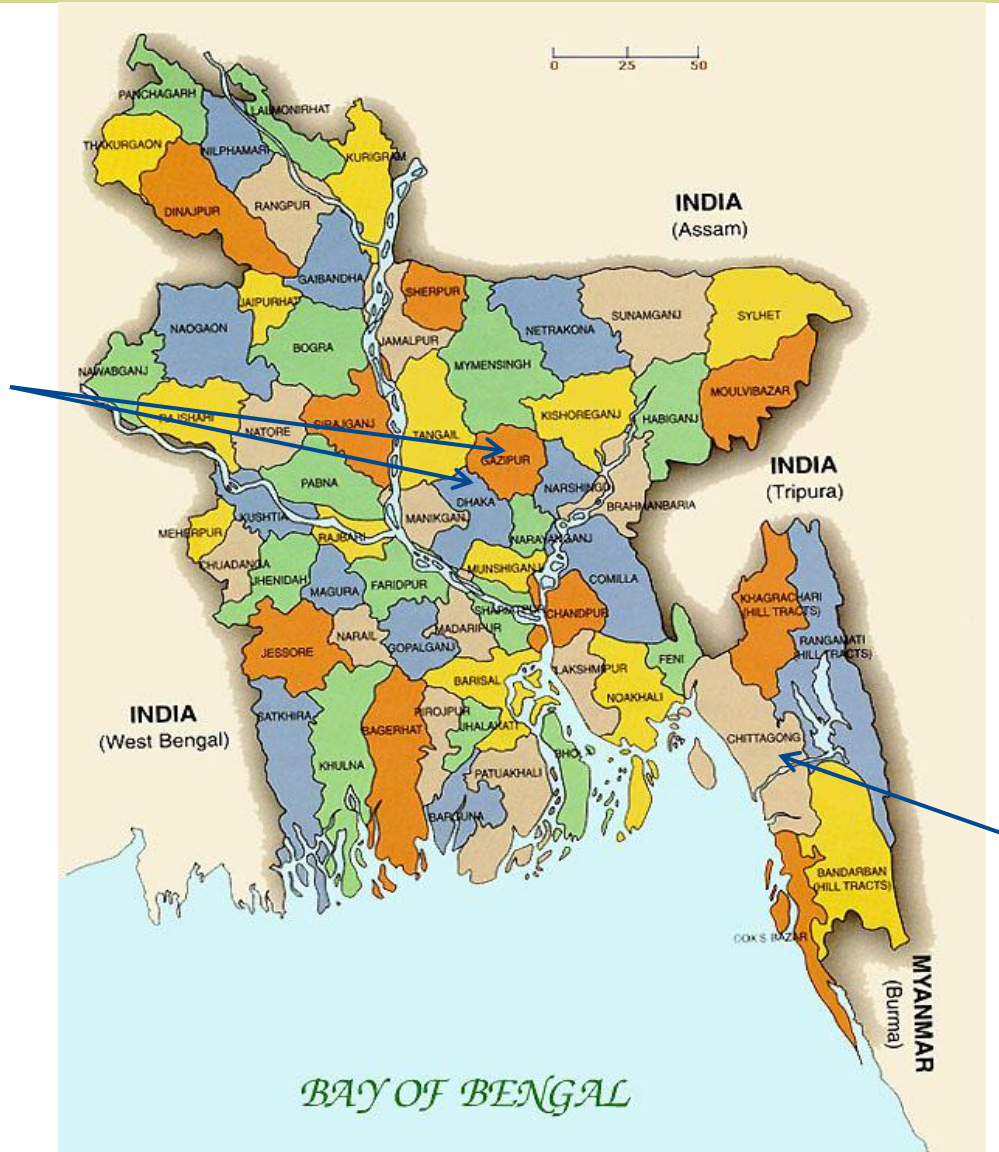 0 25 50
PANCHAGARH
LALMONIRHAT
THAKURGAON
NILPHAMARI
KURIGRAM
DINAJPUR
RANGPUR
INDIA
(Assam)
GAIBANDHA
SHERPUR
JAIPURHAT
SUNAMGANJ
SYLHET
NAOGAON
NETRAKONA
BOGRA
JAMALPUR
MYMENSINGH
NAWABGANJ
MOULVIBAZAR
RAJSHARI
SIRAJGANJ
KISHOREGANJ
HABIGANJ
NATORE
TANGAIL
GAZIPUR
INDIA
(Tripura)
PABNA
NARSHINGDI
DHAKA
BRAHMANBARIA
KUSHTIA
MANIKGANJ
MEHERPUR
RAJBARI
NARAYANGANJ
CHUADANGA
MUNSHIGANJ
JHENIDAH
MAGURA
FARIDPUR
COMILLA
KHAGRACHARI
(HILL TRACTS)
SHARIATPUR
CHANDPUR
NARAIL
MADARIPUR
GOPALGANJ
JESSORE
RANGAMATI
(HILL TRACTS)
FENI
LAKSHMIPUR
BARISAL
NOAKHALI
INDIA
(West Bengal)
SATKHIRA
PIROJPUR
JHALAKATI
BAGERHAT
CHITTAGONG
BHOLA
KHULNA
PATUAKHALI
BARGUNA
BANDARBAN
(HILL TRACTS)
COX'S BAZAR
MYANMAR
(Burma)
BAY OF BENGAL